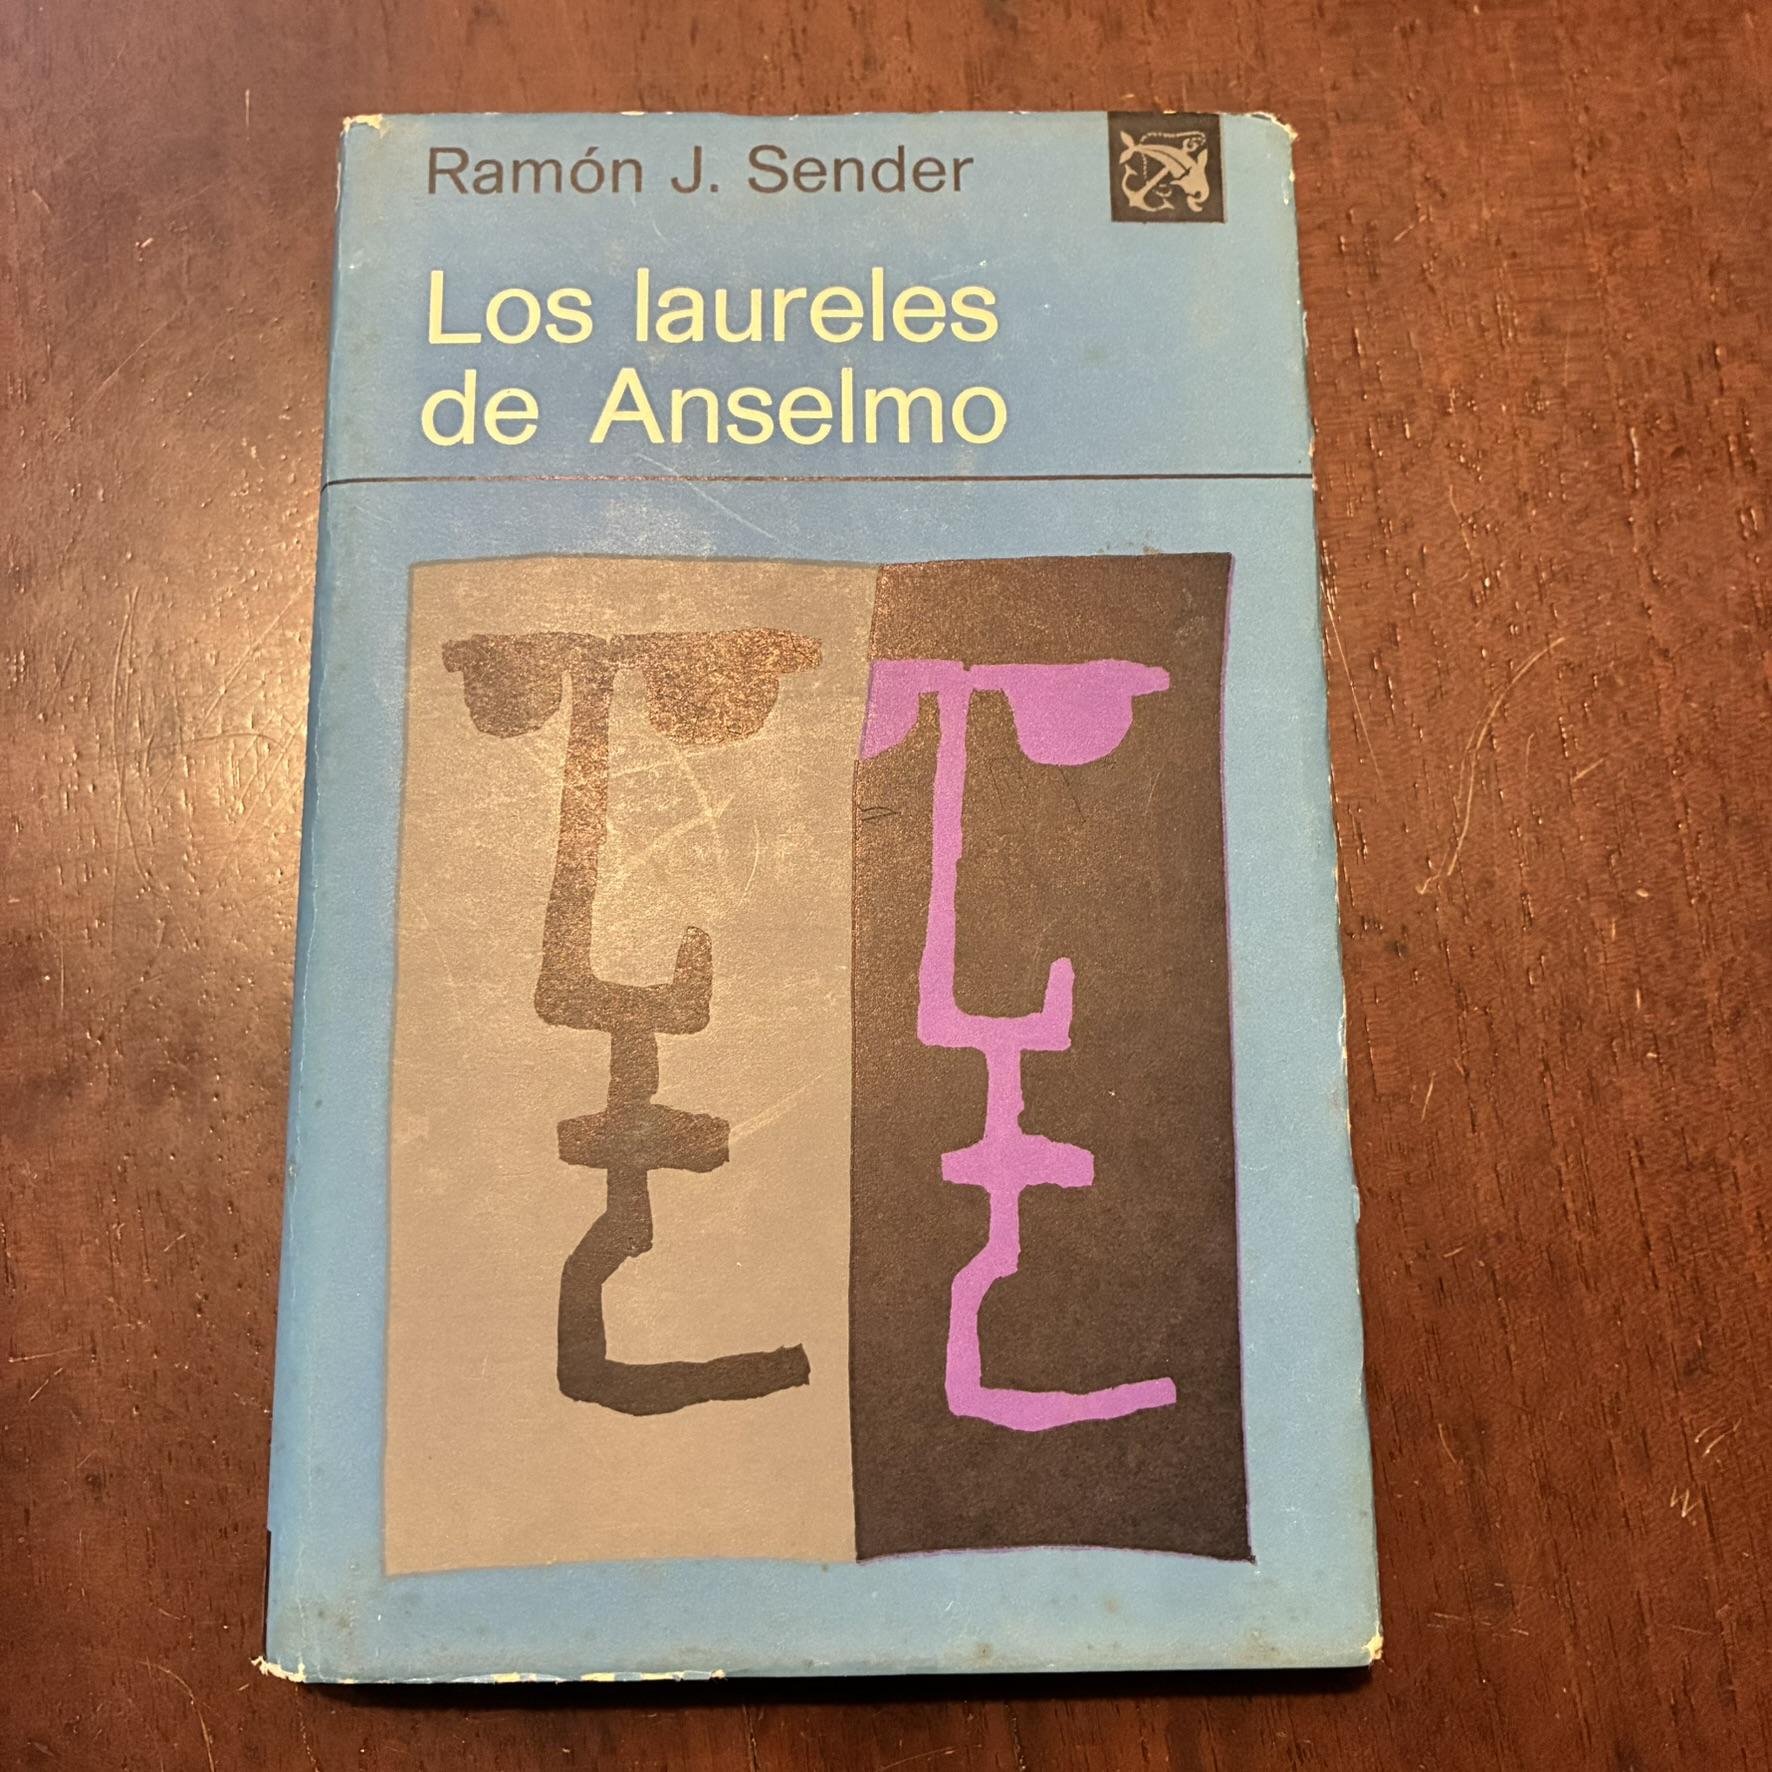 Ramón J. Sender
Los laureles
de Anselmo